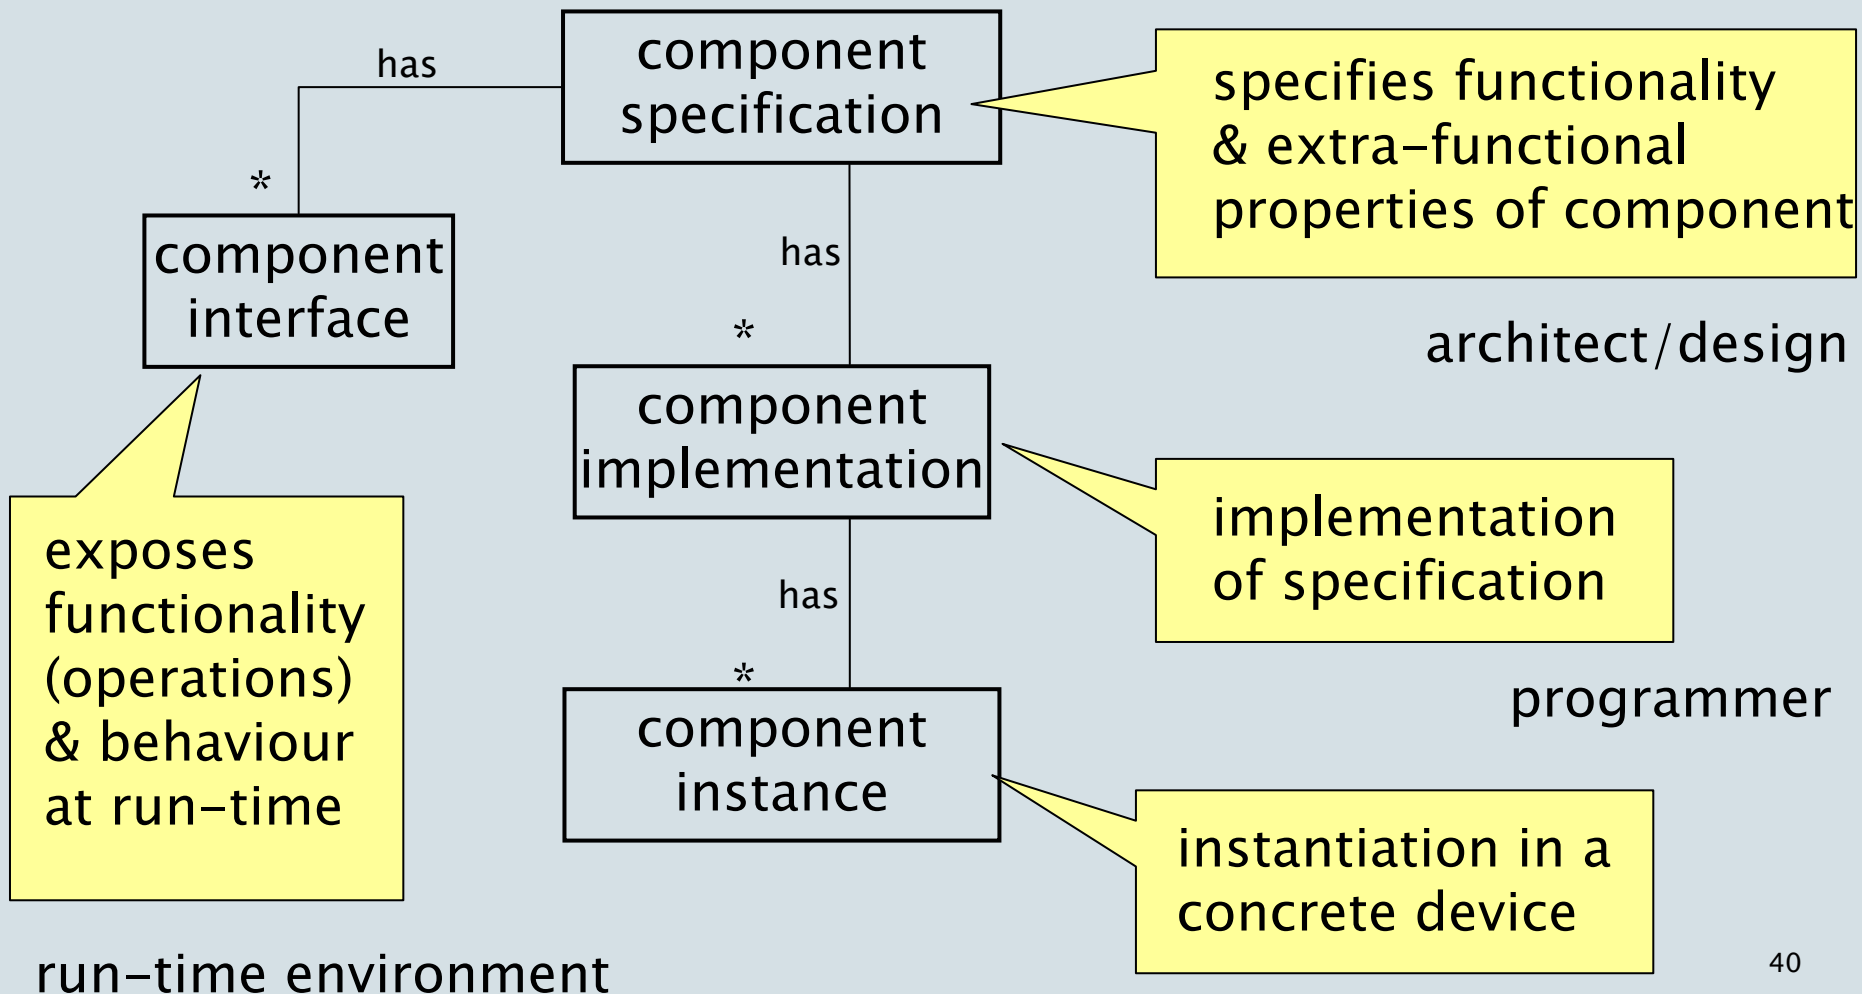 component
specification
has
specifies functionality
& extra-functional
properties of component
*
component
interface
has
*
architect/design
component
implementation
implementation
of specification
exposes
functionality
(operations)
& behaviour
at run-time
has
*
programmer
component
instance
instantiation in a
concrete device
run-time environment
40